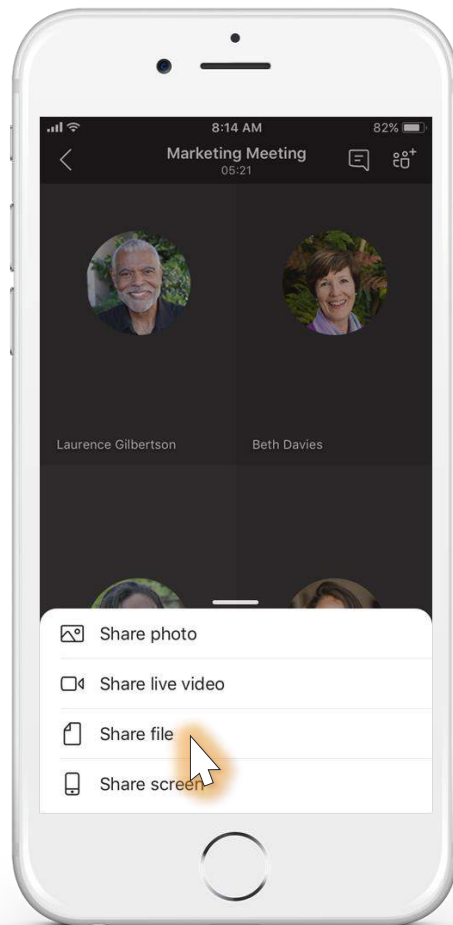 8:14 AM
82%
Marketing Meeting
05:21
Laurence Gilbertson
Beth Davies
Share photo
Share live video
Share file
Share screen